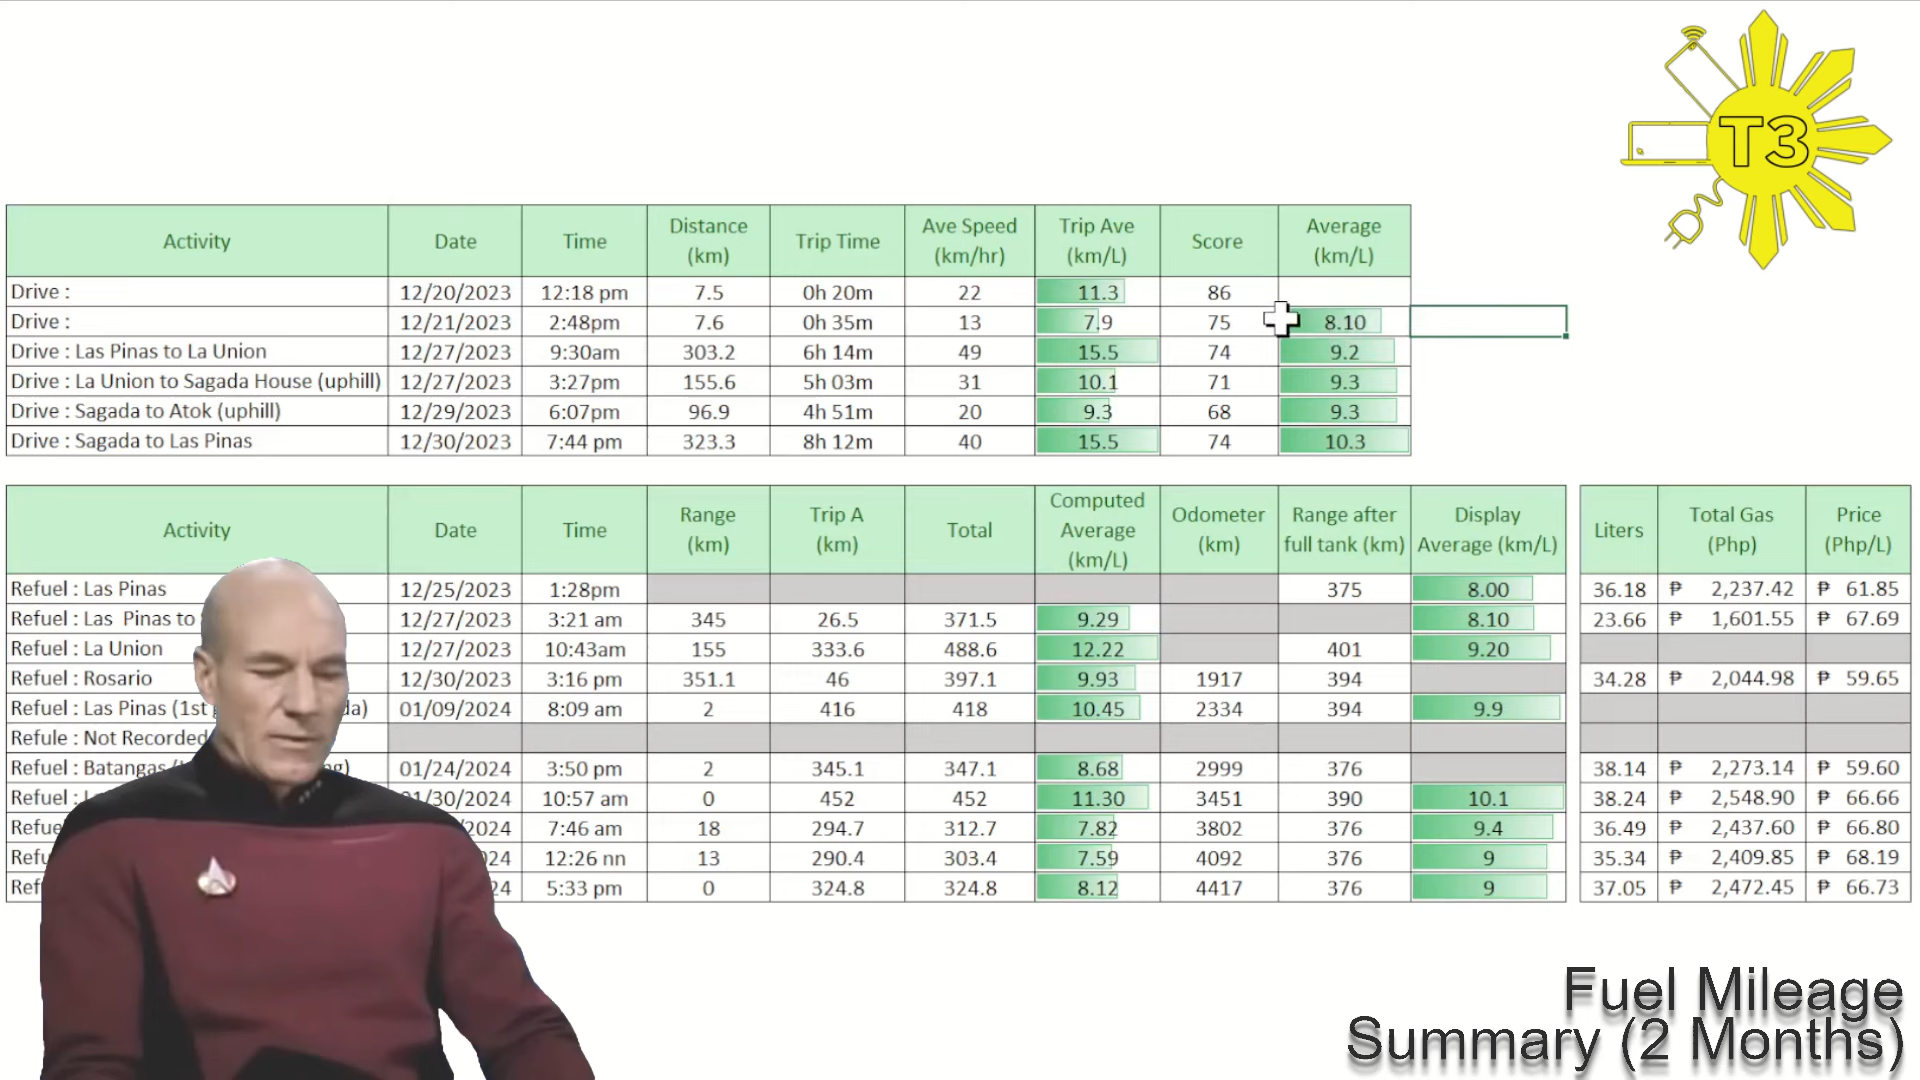 T3
Activity Date Time Distance (km) Trip Time Ave Speed (km/hr) Trip Ave (km/L) Score Average (km/L)
Drive : 12/20/2023 12:18 pm 7.5 0h 20m 22 11.3 86
Drive : 12/21/2023 2:48pm 7.6 0h 35m 13 7.9 75 8.10
Drive : Las Pinas to La Union 12/27/2023 9:30am 303.2 6h 14m 49 15.5 74 9.2
Drive : La Union to Sagada House (uphill) 12/27/2023 3:27pm 155.6 5h 03m 31 10.1 71 9.3
Drive : Sagada to Atok (uphill) 12/29/2023 6:07pm 96.9 4h 51m 20 9.3 68 9.3
Drive : Sagada to Las Pinas 12/30/2023 7:44 pm 323.3 8h 12m 40 15.5 74 10.3
Activity Date Time Range (km) Trip A (km) Total Computed Average (km/L) Odometer (km) Range after full tank (km) Display Average (km/L) Liters Total Gas (Php) Price (Php/L)
Refuel : Las Pinas 12/25/2023 1:28pm 375 8.00 36.18 ₱ 2,237.42 ₱ 61.85
Refuel : Las Pinas to 12/27/2023 3:21 am 345 26.5 371.5 9.29 8.10 23.66 ₱ 1,601.55 ₱ 67.69
Refuel : La Union 12/27/2023 10:43am 155 333.6 488.6 12.22 401 9.20
Refuel : Rosario 12/30/2023 3:16 pm 351.1 46 397.1 9.93 1917 394 34.28 ₱ 2,044.98 ₱ 59.65
Refuel : Las Pinas (1st da) 01/09/2024 8:09 am 2 416 418 10.45 2334 394 9.9
Refule : Not Recorded
Refuel : Batangas 01/24/2024 3:50 pm 2 345.1 347.1 8.68 2999 376 38.14 ₱ 2,273.14 ₱ 59.60
Refuel : 01/30/2024 10:57 am 0 452 452 11.30 3451 390 10.1 38.24 ₱ 2,548.90 ₱ 66.66
Refue 2024 7:46 am 18 294.7 312.7 7.82 3802 376 9.4 36.49 ₱ 2,437.60 ₱ 66.80
Refu 24 12:26 nn 13 290.4 303.4 7.59 4092 376 9 35.34 ₱ 2,409.85 ₱ 68.19
Ref 24 5:33 pm 0 324.8 324.8 8.12 4417 376 9 37.05 ₱ 2,472.45 ₱ 66.73
Fuel Mileage
Summary (2 Months)